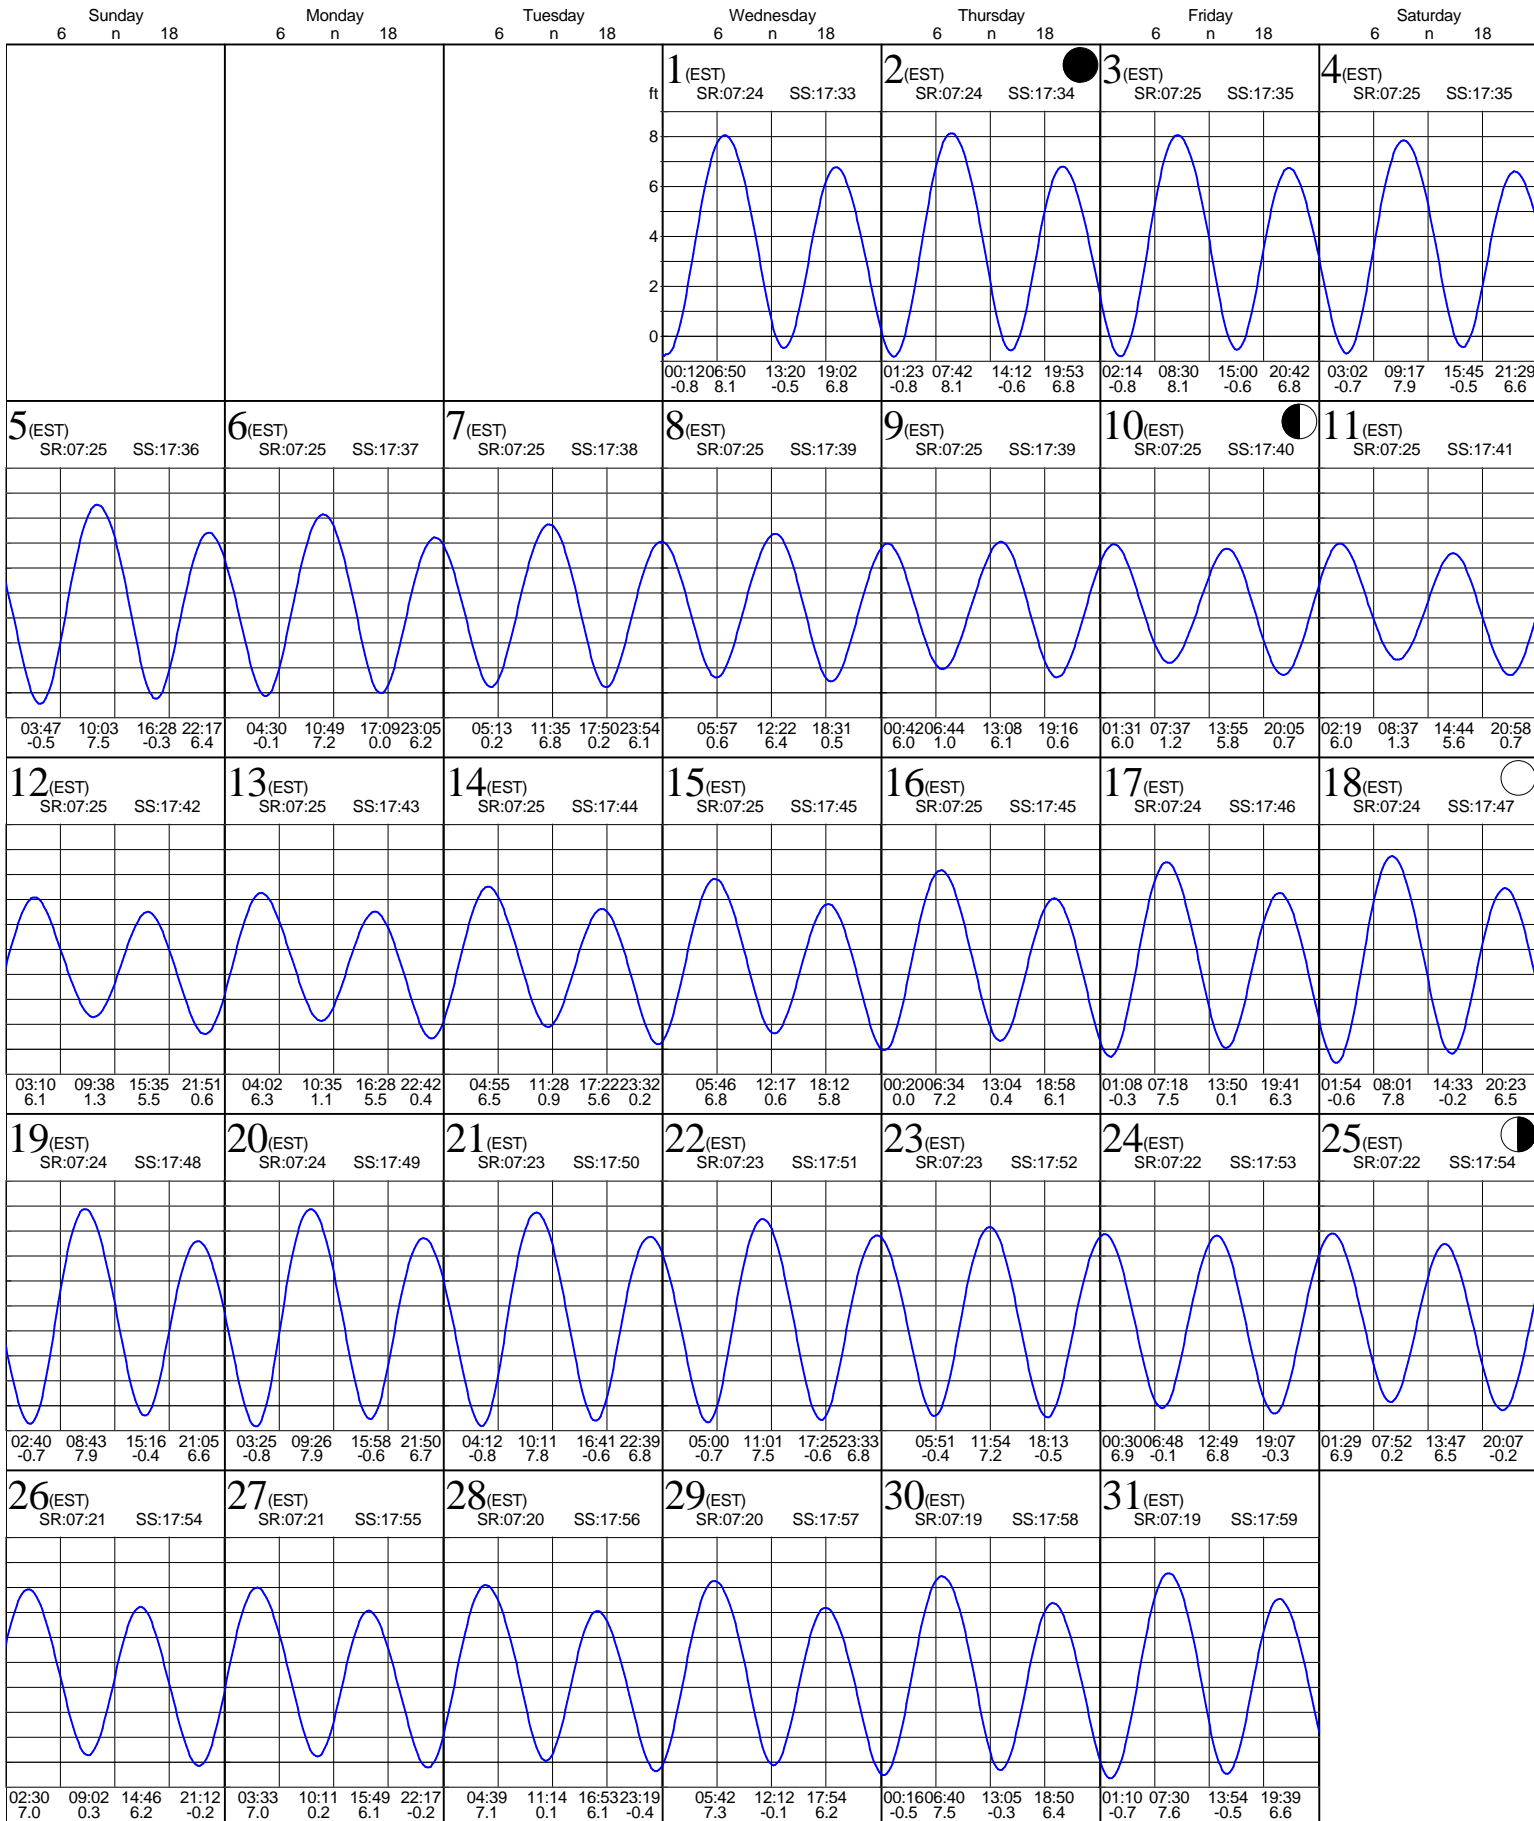 Sunday Monday Tuesday Wednesday Thursday Friday Saturday
6 n 18 6 n 18 6 n 18 6 n 18 6 n 18 6 n 18 6 n 18
1(EST) 2(EST) 3(EST) 4(EST)
ft SR:07:24 SS:17:33 SR:07:24 SS:17:34 SR:07:25 SS:17:35 SR:07:25 SS:17:35
8
6
4
2
0
00:12 06:50 13:20 19:02 01:23 07:42 14:12 19:53 02:14 08:30 15:00 20:42 03:02 09:17 15:45 21:29
-0.8 8.1 -0.5 6.8 -0.8 8.1 -0.6 6.8 -0.8 8.1 -0.6 6.8 -0.7 7.9 -0.5 6.6
5(EST) 6(EST) 7(EST) 8(EST) 9(EST) 10(EST) 11(EST)
SR:07:25 SS:17:36 SR:07:25 SS:17:37 SR:07:25 SS:17:38 SR:07:25 SS:17:39 SR:07:25 SS:17:39 SR:07:25 SS:17:40 SR:07:25 SS:17:41
03:47 10:03 16:28 22:17 04:30 10:49 17:09 23:05 05:13 11:35 17:50 23:54 05:57 12:22 18:31 00:42 06:44 13:08 19:16 01:31 07:37 13:55 20:05 02:19 08:37 14:44 20:58
-0.5 7.5 -0.3 6.4 -0.1 7.2 0.0 6.2 0.2 6.8 0.2 6.1 0.6 6.4 0.5 6.0 1.0 6.1 0.6 6.0 1.2 5.8 0.7 6.0 1.3 5.6 0.7
12(EST) 13(EST) 14(EST) 15(EST) 16(EST) 17(EST) 18(EST)
SR:07:25 SS:17:42 SR:07:25 SS:17:43 SR:07:25 SS:17:44 SR:07:25 SS:17:45 SR:07:25 SS:17:45 SR:07:24 SS:17:46 SR:07:24 SS:17:47
03:10 09:38 15:35 21:51 04:02 10:35 16:28 22:42 04:55 11:28 17:22 23:32 05:46 12:17 18:12 00:20 06:34 13:04 18:58 01:08 07:18 13:50 19:41 01:54 08:01 14:33 20:23
6.1 1.3 5.5 0.6 6.3 1.1 5.5 0.4 6.5 0.9 5.6 0.2 6.8 0.6 5.8 0.0 7.2 0.4 6.1 -0.3 7.5 0.1 6.3 -0.6 7.8 -0.2 6.5
19(EST) 20(EST) 21(EST) 22(EST) 23(EST) 24(EST) 25(EST)
SR:07:24 SS:17:48 SR:07:24 SS:17:49 SR:07:23 SS:17:50 SR:07:23 SS:17:51 SR:07:23 SS:17:52 SR:07:22 SS:17:53 SR:07:22 SS:17:54
02:40 08:43 15:16 21:05 03:25 09:26 15:58 21:50 04:12 10:11 16:41 22:39 05:00 11:01 17:25 23:33 05:51 11:54 18:13 00:30 06:48 12:49 19:07 01:29 07:52 13:47 20:07
-0.7 7.9 -0.4 6.6 -0.8 7.9 -0.6 6.7 -0.8 7.8 -0.6 6.8 -0.7 7.5 -0.6 6.8 -0.4 7.2 -0.5 6.9 -0.1 6.8 -0.3 6.9 0.2 6.5 -0.2
26(EST) 27(EST) 28(EST) 29(EST) 30(EST) 31(EST)
SR:07:21 SS:17:54 SR:07:21 SS:17:55 SR:07:20 SS:17:56 SR:07:20 SS:17:57 SR:07:19 SS:17:58 SR:07:19 SS:17:59
02:30 09:02 14:46 21:12 03:33 10:11 15:49 22:17 04:39 11:14 16:53 23:19 05:42 12:12 17:54 00:16 06:40 13:05 18:50 01:10 07:30 13:54 19:39
7.0 0.3 6.2 -0.2 7.0 0.2 6.1 -0.2 7.1 0.1 6.1 -0.4 7.3 -0.1 6.2 -0.5 7.5 -0.3 6.4 -0.7 7.6 -0.5 6.6